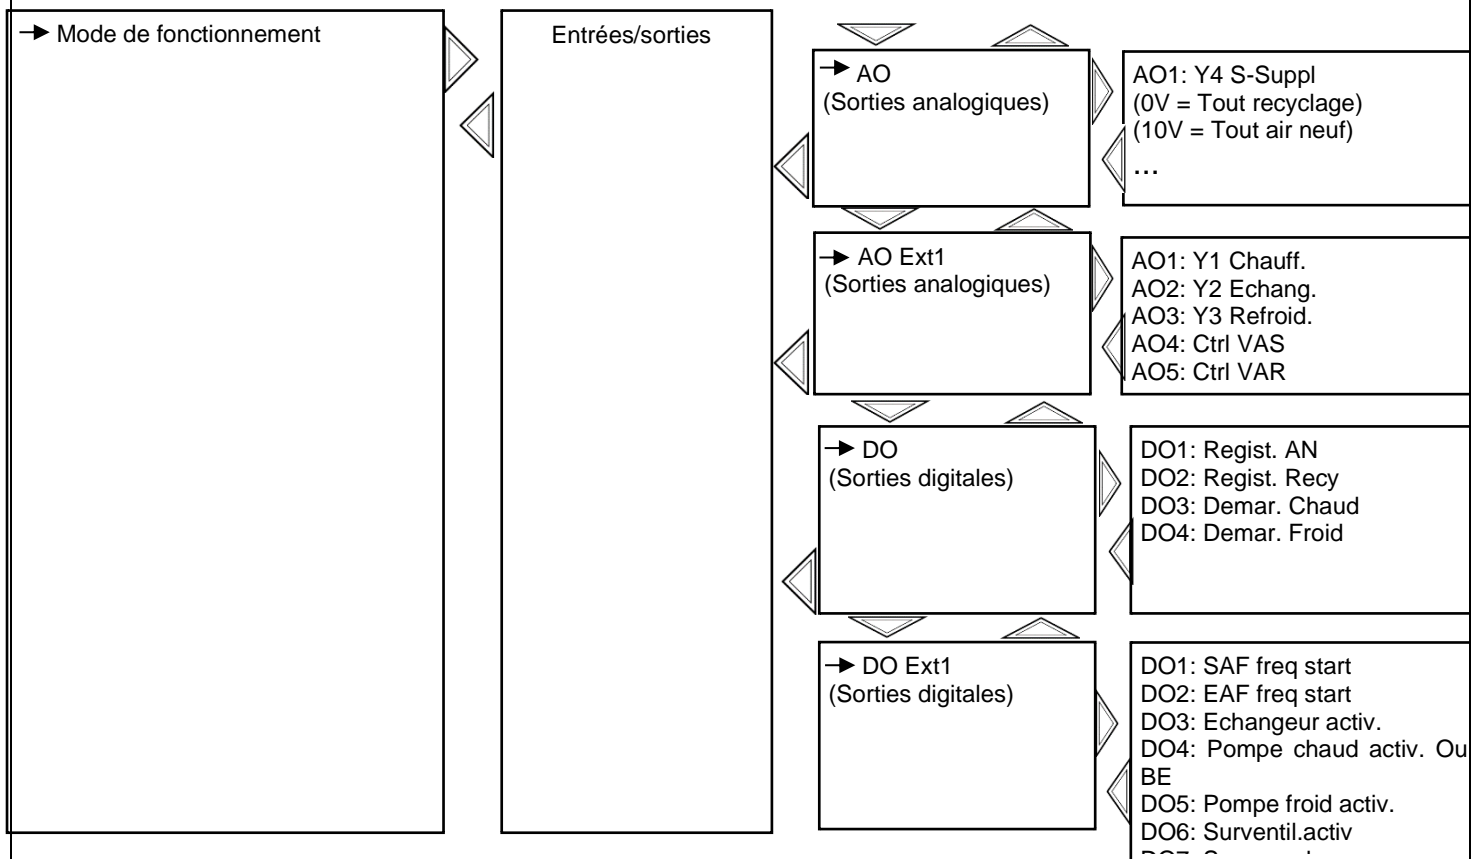 Mode de fonctionnement
Entrées/sorties
AO
(Sorties analogiques)
AO1: Y4 S-Suppl
(0V = Tout recyclage)
(10V = Tout air neuf)
...
AO Ext1
(Sorties analogiques)
AO1: Y1 Chauff.
AO2: Y2 Echang.
AO3: Y3 Refroid.
AO4: Ctrl VAS
AO5: Ctrl VAR
DO
(Sorties digitales)
DO1: Regist. AN
DO2: Regist. Recy
DO3: Demar. Chaud
DO4: Demar. Froid
DO Ext1
(Sorties digitales)
DO1: SAF freq start
DO2: EAF freq start
DO3: Echangeur activ.
DO4: Pompe chaud activ. Ou
BE
DO5: Pompe froid activ.
DO6: Surventil.activ